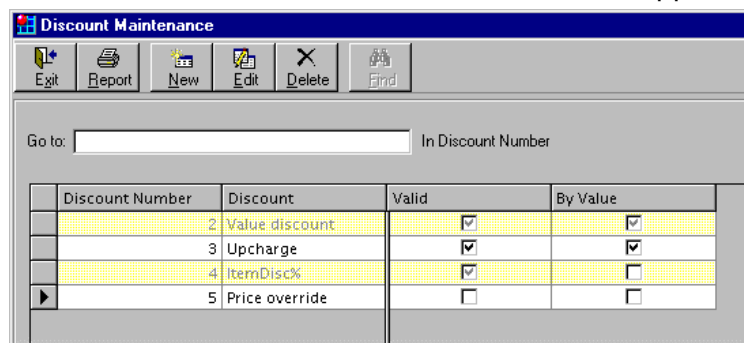 Discount Maintenance
Exit Report New Edit Delete Find
Go to: In Discount Number
Discount Number Discount Valid By Value
2 Value discount
3 Upcharge
4 ItemDisc%
5 Price override